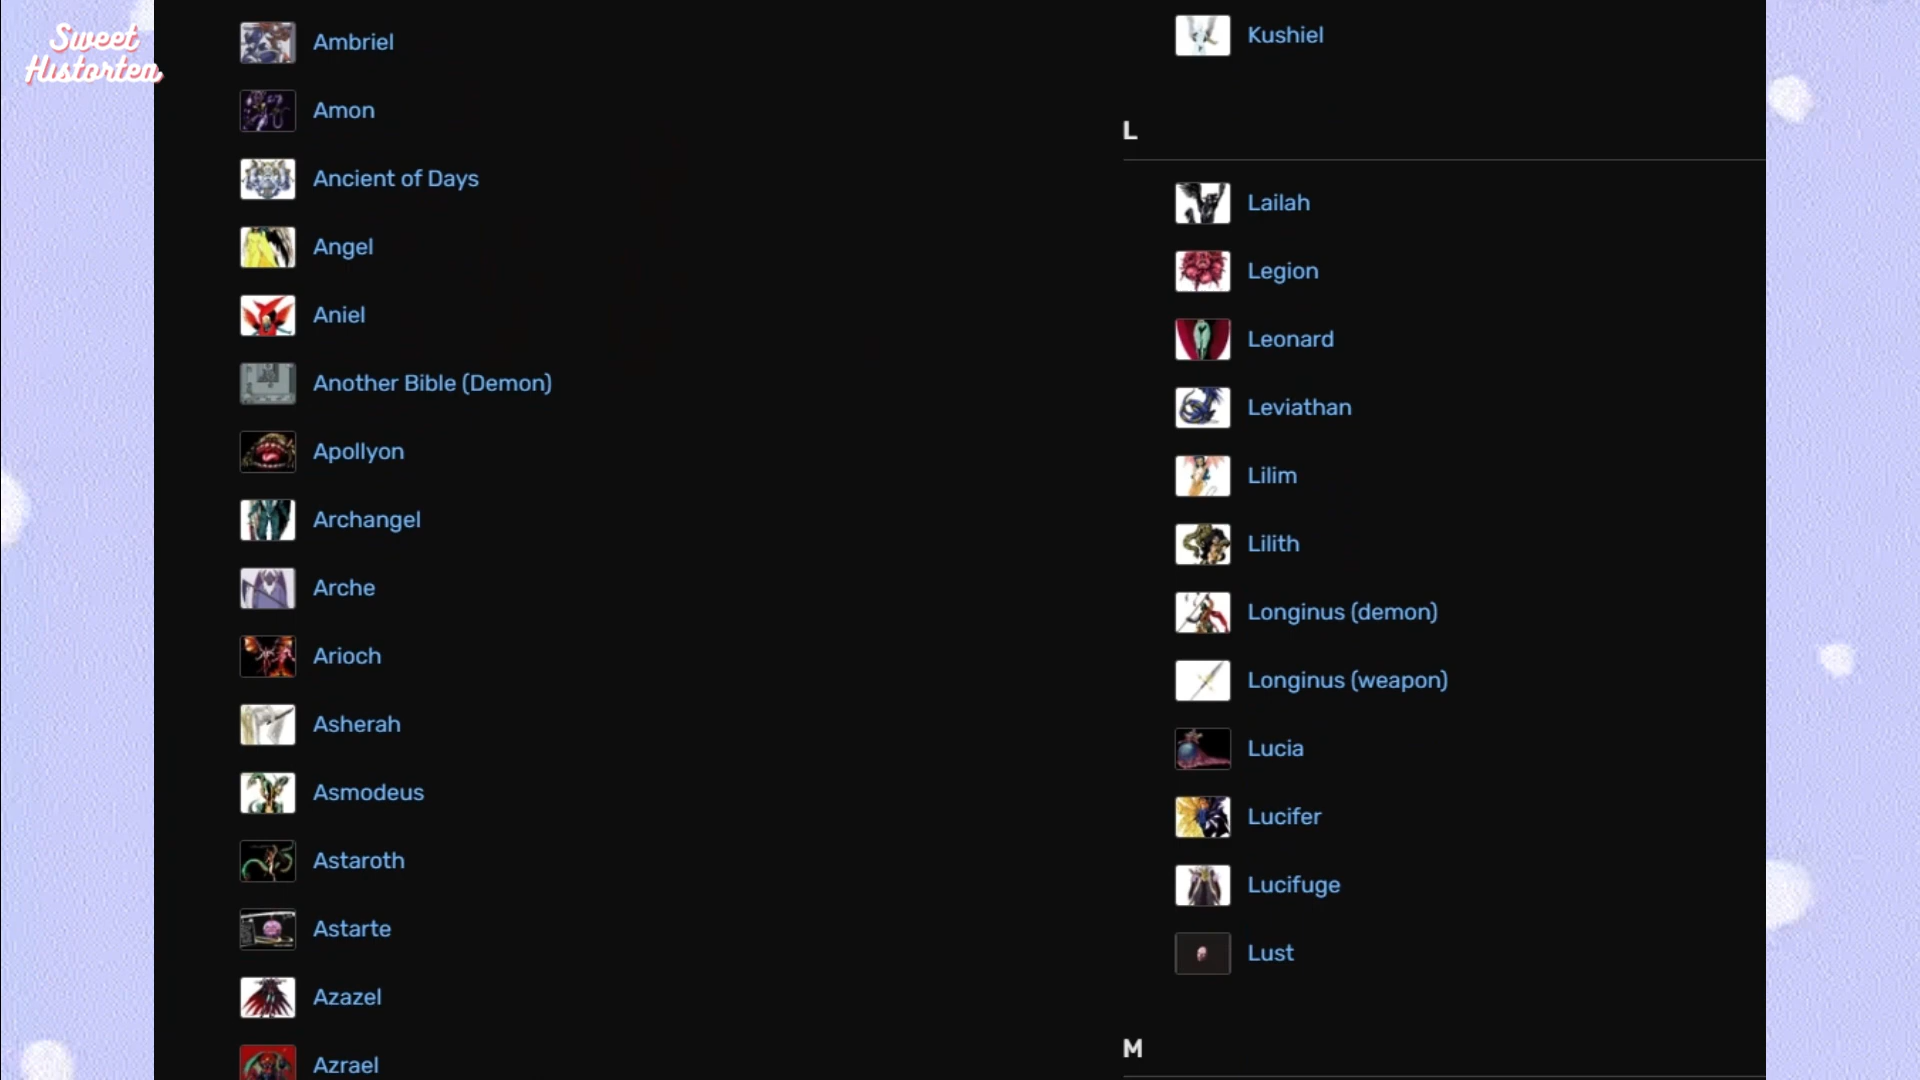 Sweet
Historten
Ambriel
Amon
Ancient of Days
Angel
Aniel
Another Bible (Demon)
Apollyon
Archangel
Arche
Arioch
Asherah
Asmodeus
Astaroth
Astarte
Azazel
Azrael
Kushiel
L
Lailah
Legion
Leonard
Leviathan
Lilim
Lilith
Longinus (demon)
Longinus (weapon)
Lucia
Lucifer
Lucifuge
Lust
M